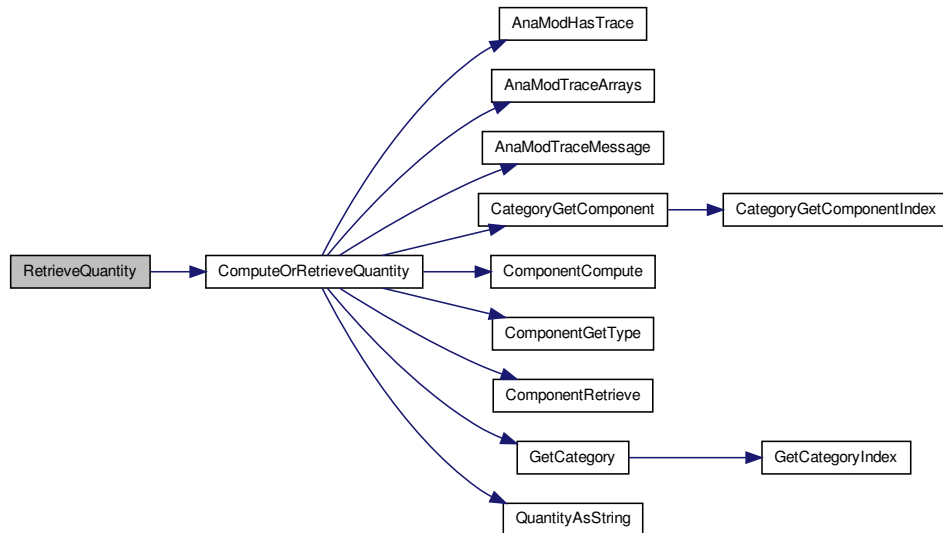 AnaModHasTrace
AnaModTraceArrays
AnaModTraceMessage
CategoryGetComponent
CategoryGetComponentIndex
RetrieveQuantity
ComputeOrRetrieveQuantity
ComponentCompute
ComponentGetType
ComponentRetrieve
GetCategory
GetCategoryIndex
QuantityAsString